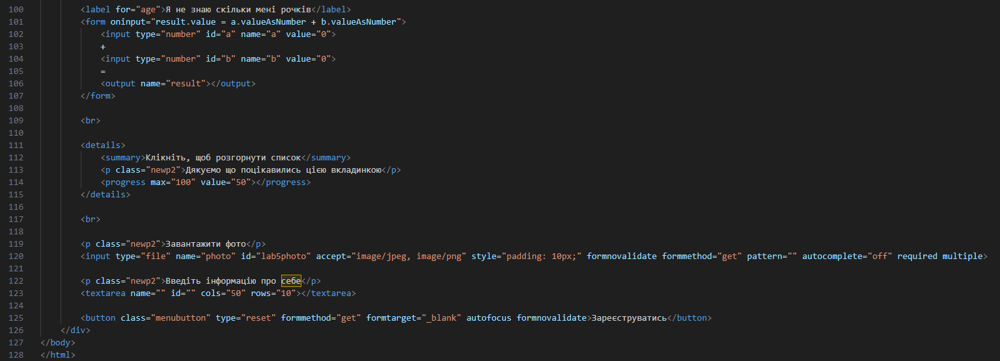 100 <label for="age">Я не знаю скільки мені рочків</label>
101 <form oninput="result.value = a.valueAsNumber + b.valueAsNumber">
102 <input type="number" id="a" name="a" value="0">
103 +
104 <input type="number" id="b" name="b" value="0">
105 =
106 <output name="result"></output>
107 </form>
108
109 <br>
110
111 <details>
112 <summary>Клікніть, щоб розгорнути список</summary>
113 <p class="newp2">Дякуємо що поцікавились цією вкладинкою</p>
114 <progress max="100" value="50"></progress>
115 </details>
116
117 <br>
118
119 <p class="newp2">Завантажити фото</p>
120 <input type="file" name="photo" id="lab5photo" accept="image/jpeg, image/png" style="padding: 10px;" formnovalidate formmethod="get" pattern="" autocomplete="off" required multiple>
121
122 <p class="newp2">Введіть інформацію про себе</p>
123 <textarea name="" id="" cols="50" rows="10"></textarea>
124
125 <button class="menubutton" type="reset" formmethod="get" formtarget="_blank" autofocus formnovalidate>Зареєструватись</button>
126 </div>
127 </body>
128 </html>